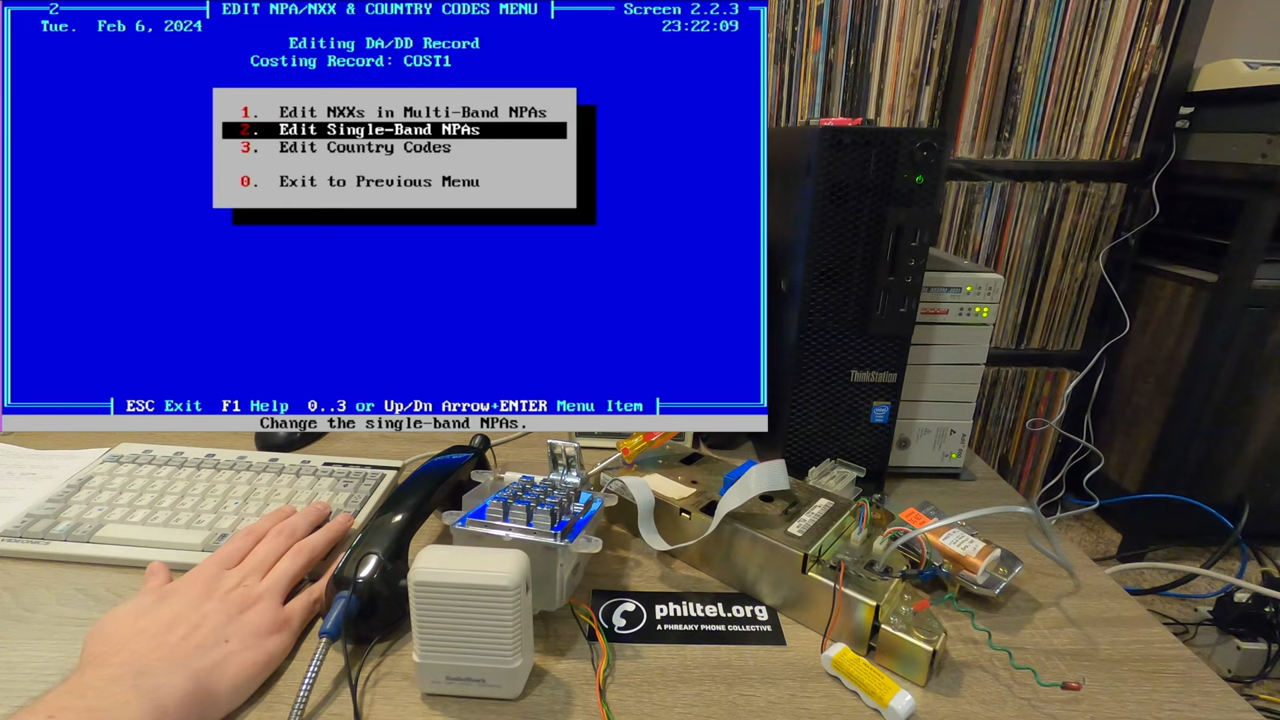 2
EDIT NPA/NXX & COUNTRY CODES MENU
Screen 2.2.3
Tue. Feb 6, 2024
23:22:09
Editing DA/DD Record
Costing Record: COST1
1. Edit NXXs in Multi-Band NPAs
2. Edit Single-Band NPAs
3. Edit Country Codes
0. Exit to Previous Menu
ESC Exit F1 Help 0..3 or Up/Dn Arrow+ENTER Menu Item
Change the single-band NPAs.
ThinkStation
philtel.org
A PHREAKY PHONE COLLECTIVE
RadioShack